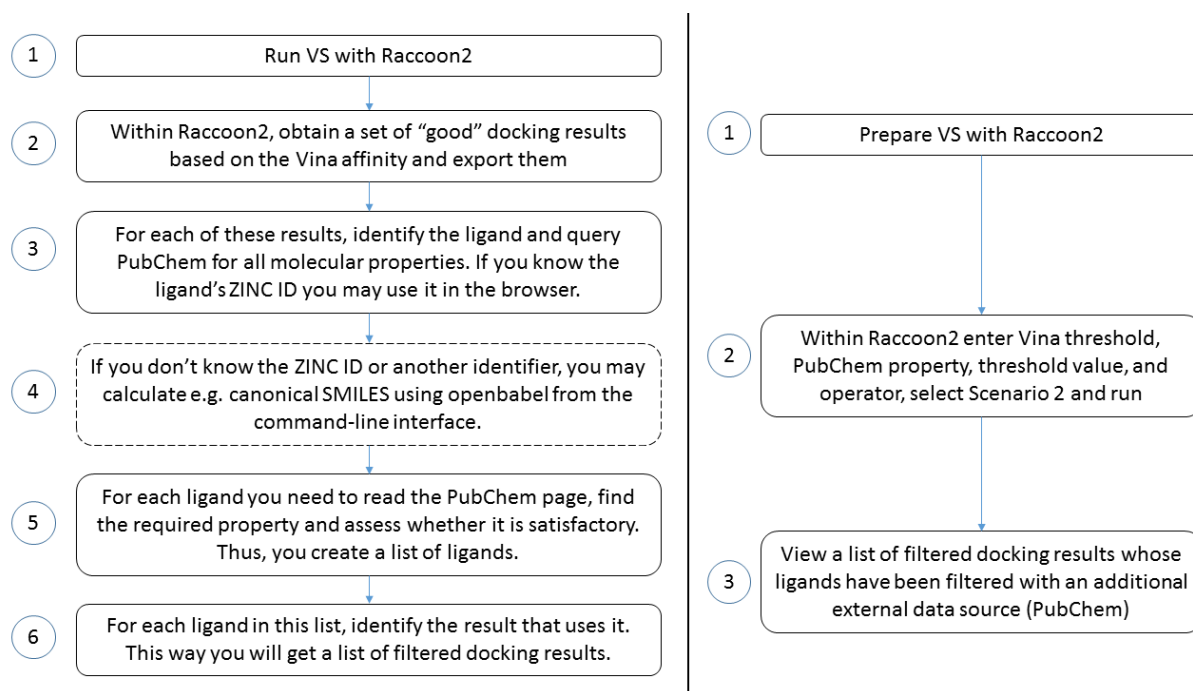 1
Run VS with Raccoon2
2
Within Raccoon2, obtain a set of “good” docking results
based on the Vina affinity and export them
3
For each of these results, identify the ligand and query
PubChem for all molecular properties. If you know the
ligand’s ZINC ID you may use it in the browser.
4
If you don’t know the ZINC ID or another identifier, you may
calculate e.g. canonical SMILES using openbabel from the
command-line interface.
5
For each ligand you need to read the PubChem page, find
the required property and assess whether it is satisfactory.
Thus, you create a list of ligands.
6
For each ligand in this list, identify the result that uses it.
This way you will get a list of filtered docking results.
1
Prepare VS with Raccoon2
2
Within Raccoon2 enter Vina threshold,
PubChem property, threshold value, and
operator, select Scenario 2 and run
3
View a list of filtered docking results whose
ligands have been filtered with an additional
external data source (PubChem)